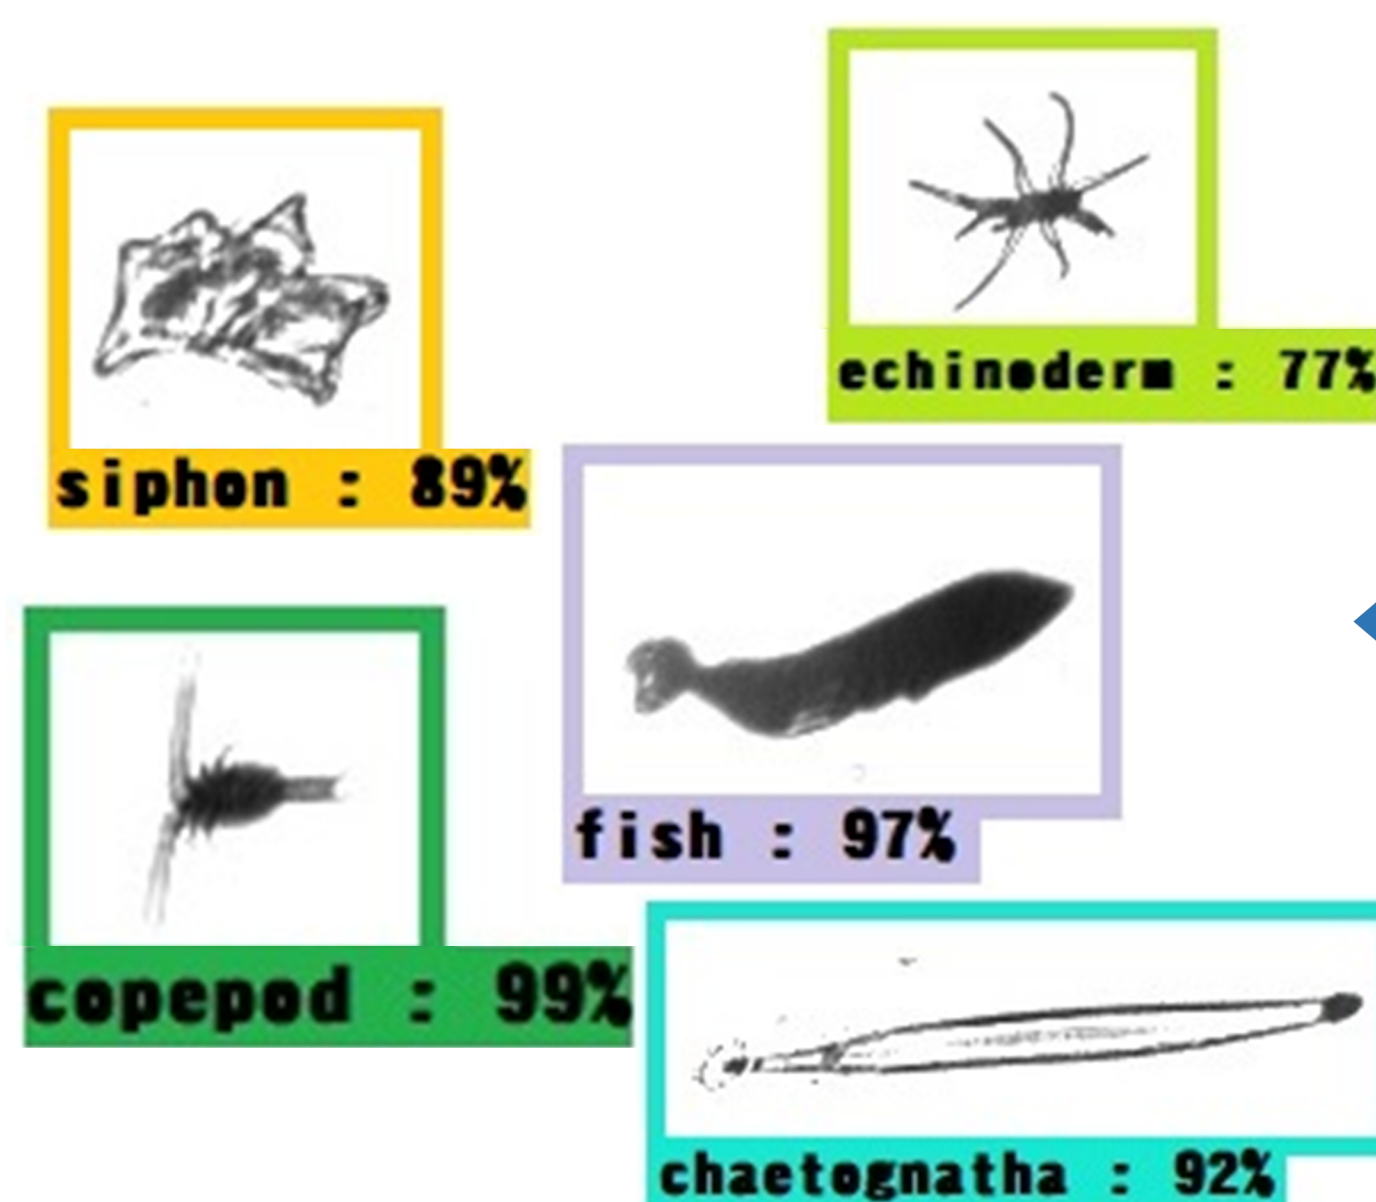 echinoderm : 77%
siphon : 89%
fish : 97%
copepod : 99%
chaetognatha : 92%